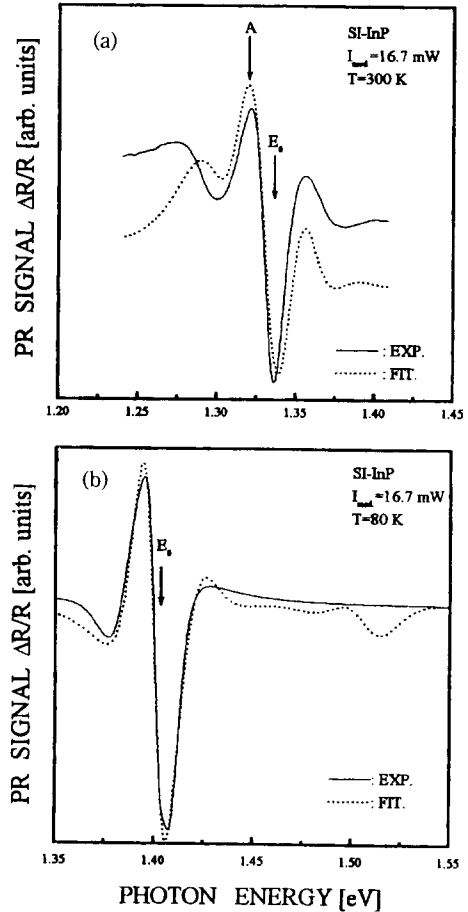 (a)
A
SI-InP
I_mod =16.7 mW
T=300 K
E_0
PR SIGNAL ΔR/R [arb. units]
——— : EXP.
········ : FIT.
1.20 1.25 1.30 1.35 1.40 1.45
(b)
SI-InP
I_mod =16.7 mW
T=80 K
E_0
PR SIGNAL ΔR/R [arb. units]
——— : EXP.
········ : FIT.
1.35 1.40 1.45 1.50 1.55
PHOTON ENERGY [eV]